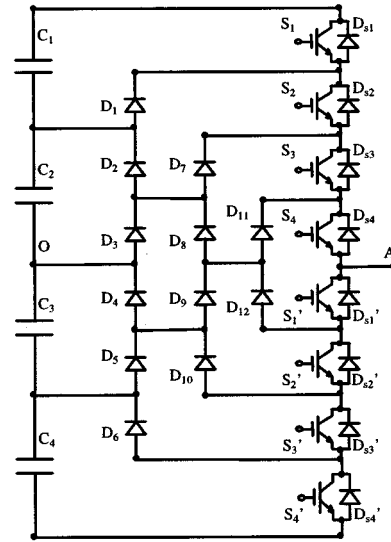 C1
S1
Ds1
S2
Ds2
D1
S3
Ds3
C2
D2
D7
D11
S4
Ds4
O
D3
D8
A
C3
D4
D9
D12
S1'
Ds1'
D5
D10
S2'
Ds2'
C4
D6
S3'
Ds3'
S4'
Ds4'